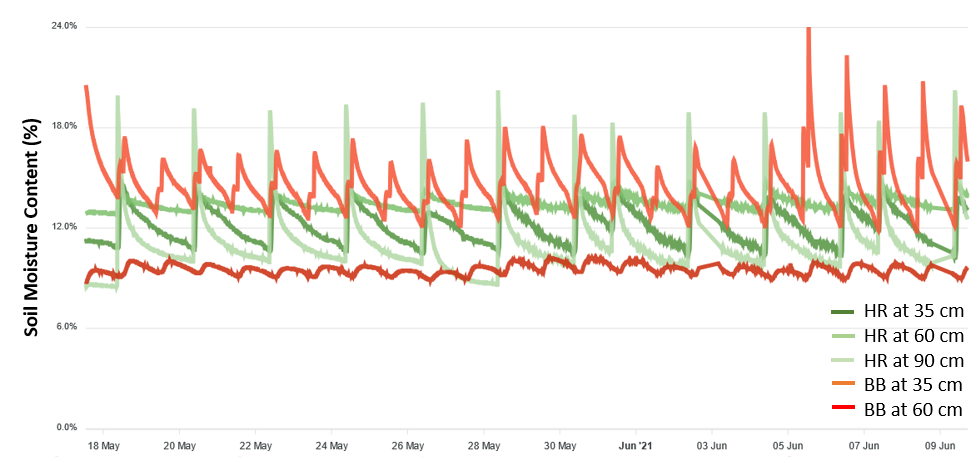 24.0%
18.0%
12.0%
6.0%
0.0%
Soil Moisture Content (%)
HR at 35 cm
HR at 60 cm
HR at 90 cm
BB at 35 cm
BB at 60 cm
18 May 20 May 22 May 24 May 26 May 28 May 30 May Jun '21 03 Jun 05 Jun 07 Jun 09 Jun